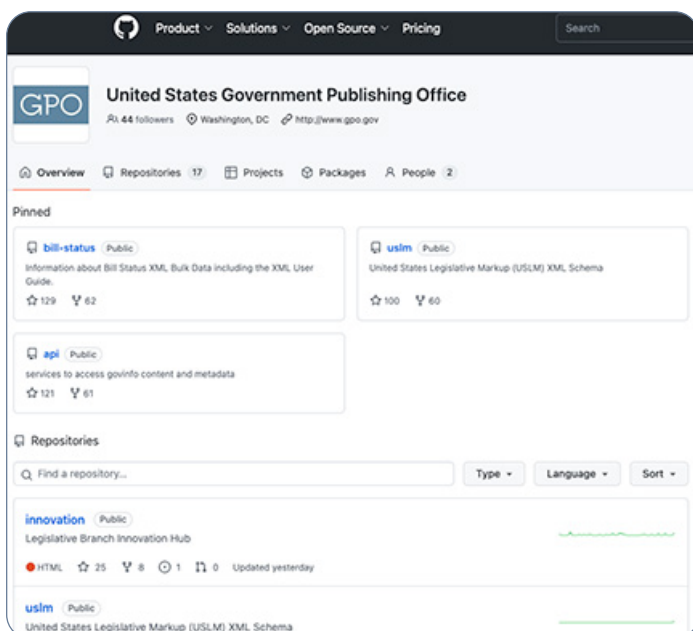 Product Solutions Open Source Pricing Search
GPO
United States Government Publishing Office
44 followers Washington, DC http://www.gpo.gov
Overview Repositories 17 Projects Packages People 2
Pinned
bill-status Public
Information about Bill Status XML Bulk Data including the XML User
Guide.
129 62
uslm Public
United States Legislative Markup (USLM) XML Schema
100 60
api Public
services to access govinfo content and metadata
121 61
Repositories
Find a repository... Type Language Sort
innovation Public
Legislative Branch Innovation Hub
HTML 25 8 1 0 Updated yesterday
uslm Public
United States Legislative Markup (USLM) XML Schema